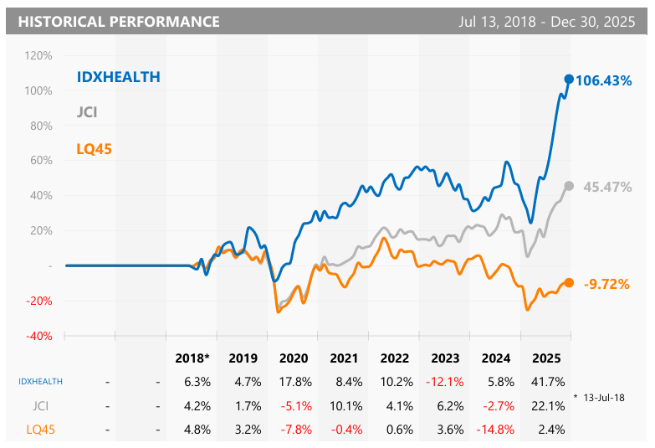 HISTORICAL PERFORMANCE Jul 13, 2018 - Dec 30, 2025
120%
IDXHEALTH
106.43%
100%
JCI
80%
LQ45
60%
45.47%
40%
20%
-
-9.72%
-20%
-40%
2018* 2019 2020 2021 2022 2023 2024 2025
IDXHEALTH - - 6.3% 4.7% 17.8% 8.4% 10.2% -12.1% 5.8% 41.7%
* 13-Jul-18
JCI - - 4.2% 1.7% -5.1% 10.1% 4.1% 6.2% -2.7% 22.1%
LQ45 - - 4.8% 3.2% -7.8% -0.4% 0.6% 3.6% -14.8% 2.4%